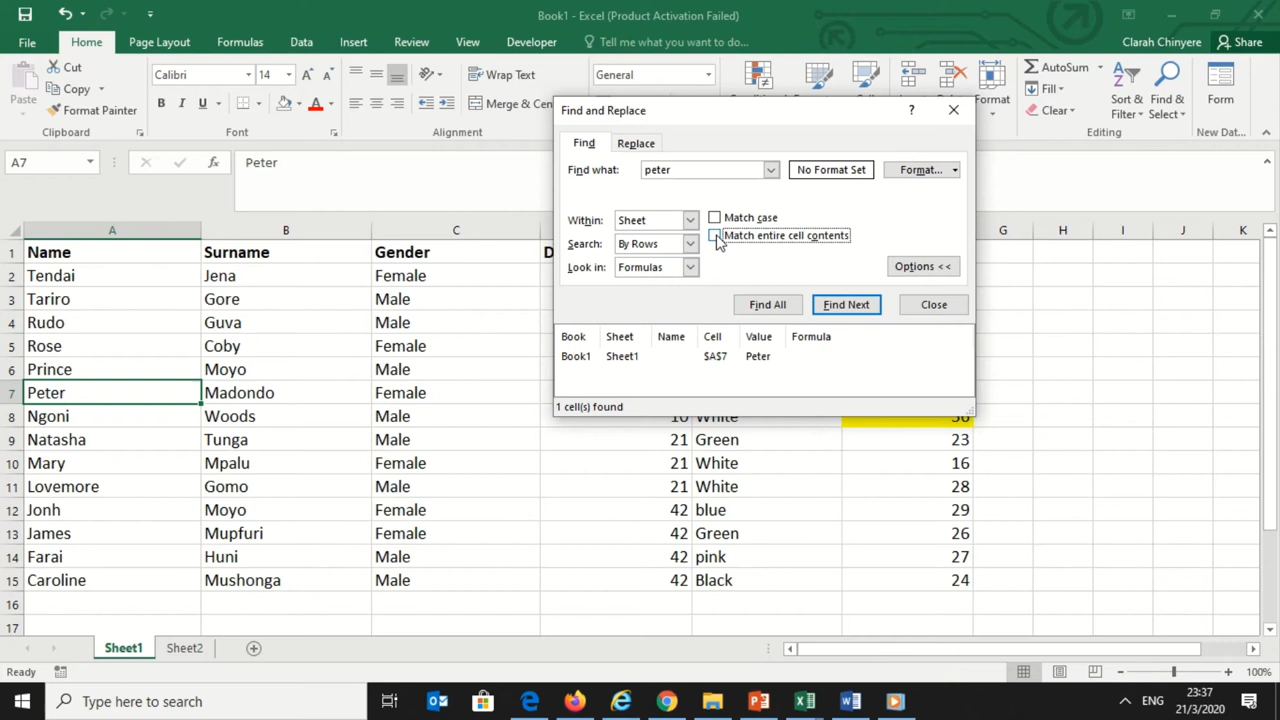 Book1 - Excel (Product Activation Failed)
File Home Page Layout Formulas Data Insert Review View Developer Tell me what you want to do... Clarah Chinyere Share
Paste Cut Copy Format Painter Clipboard
Calibri 14 A A B I U A Font
Wrap Text Merge & Cen Alignment
General
Format
AutoSum Fill Clear Sort & Filter Find & Select Editing
Form New Dat...
A7 fx Peter
Find and Replace ?
Find Replace
Find what: peter No Format Set Format...
Within: Sheet Match case
Search: By Rows Match entire cell contents
Look in: Formulas Options <<
Find All Find Next Close
Book Sheet Name Cell Value Formula
Book1 Sheet1 $A$7 Peter
1 cell(s) found
A B C G H I J K
1 Name Surname Gender D
2 Tendai Jena Female
3 Tariro Gore Male
4 Rudo Guva Male
5 Rose Coby Female
6 Prince Moyo Male
7 Peter Madondo Female
8 Ngoni Woods Male White
9 Natasha Tunga Male 21 Green 23
10 Mary Mpalu Female 21 White 16
11 Lovemore Gomo Male 21 White 28
12 Jonh Moyo Female 42 blue 29
13 James Mupfuri Female 42 Green 26
14 Farai Huni Male 42 pink 27
15 Caroline Mushonga Male 42 Black 24
16
17
Sheet1 Sheet2
Ready 100%
Type here to search ENG 23:37
21/3/2020